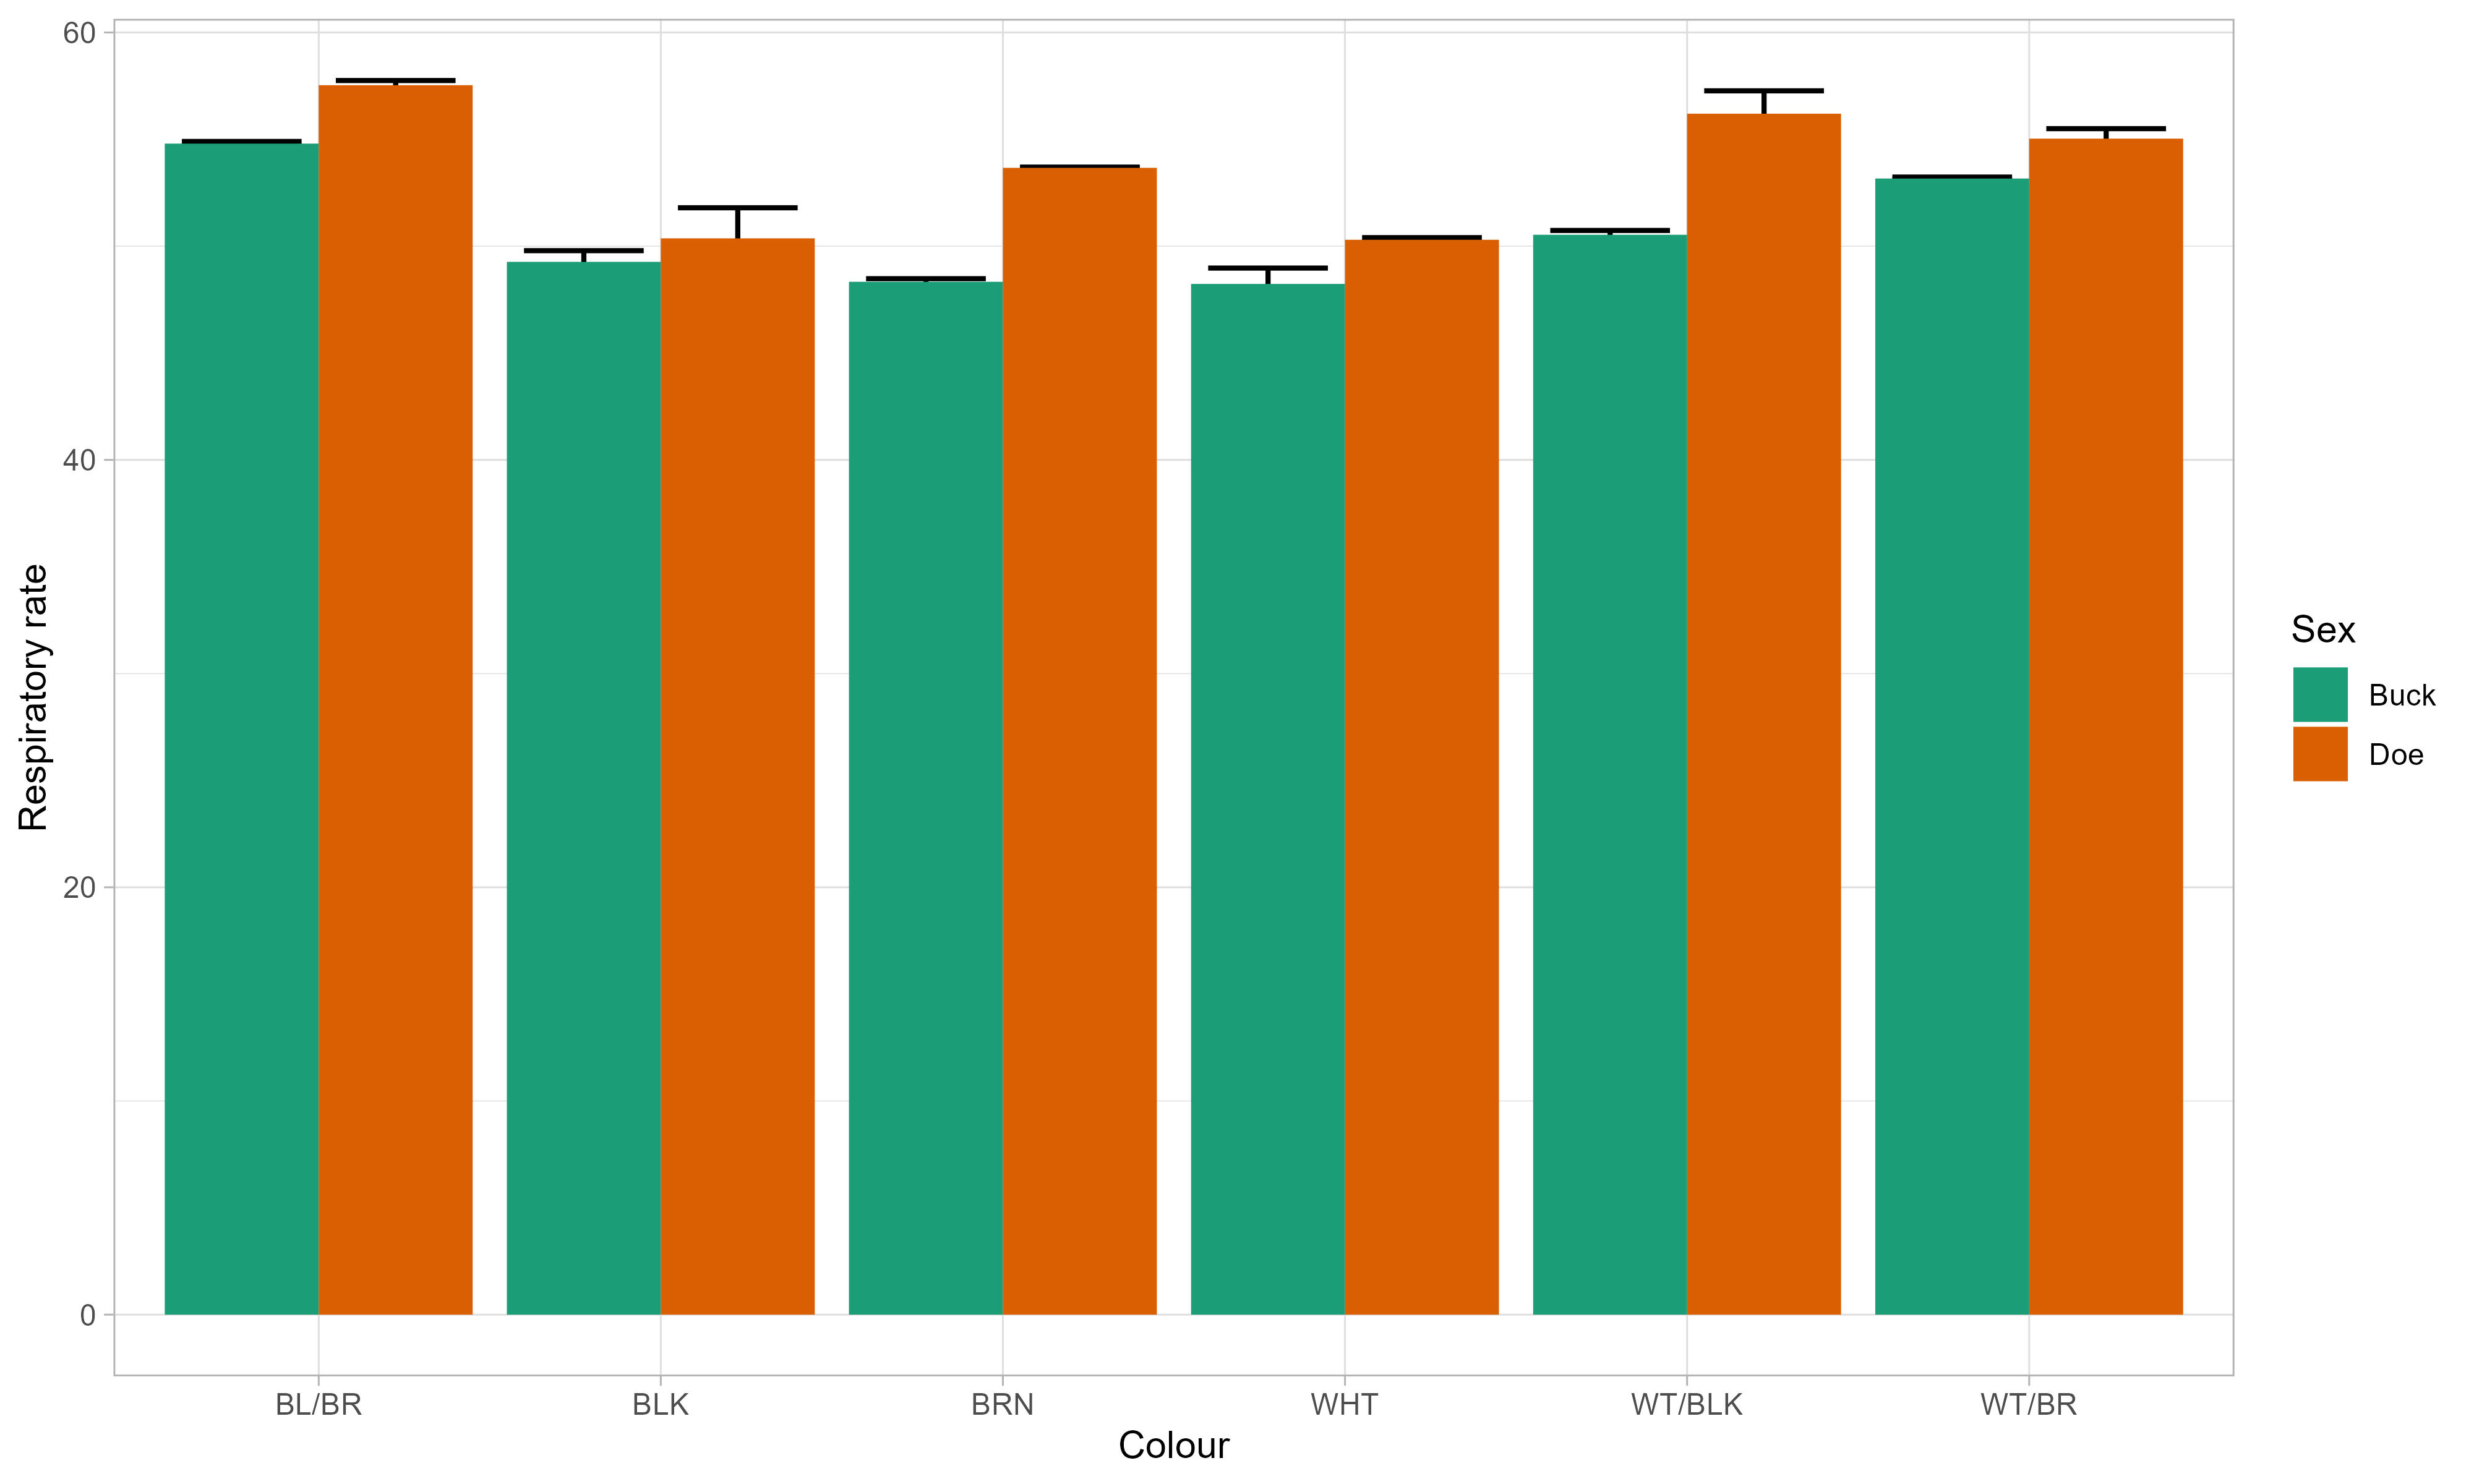 60
40
20
0
Respiratory rate
BL/BR
BLK
BRN
WHT
WT/BLK
WT/BR
Colour
Sex
Buck
Doe